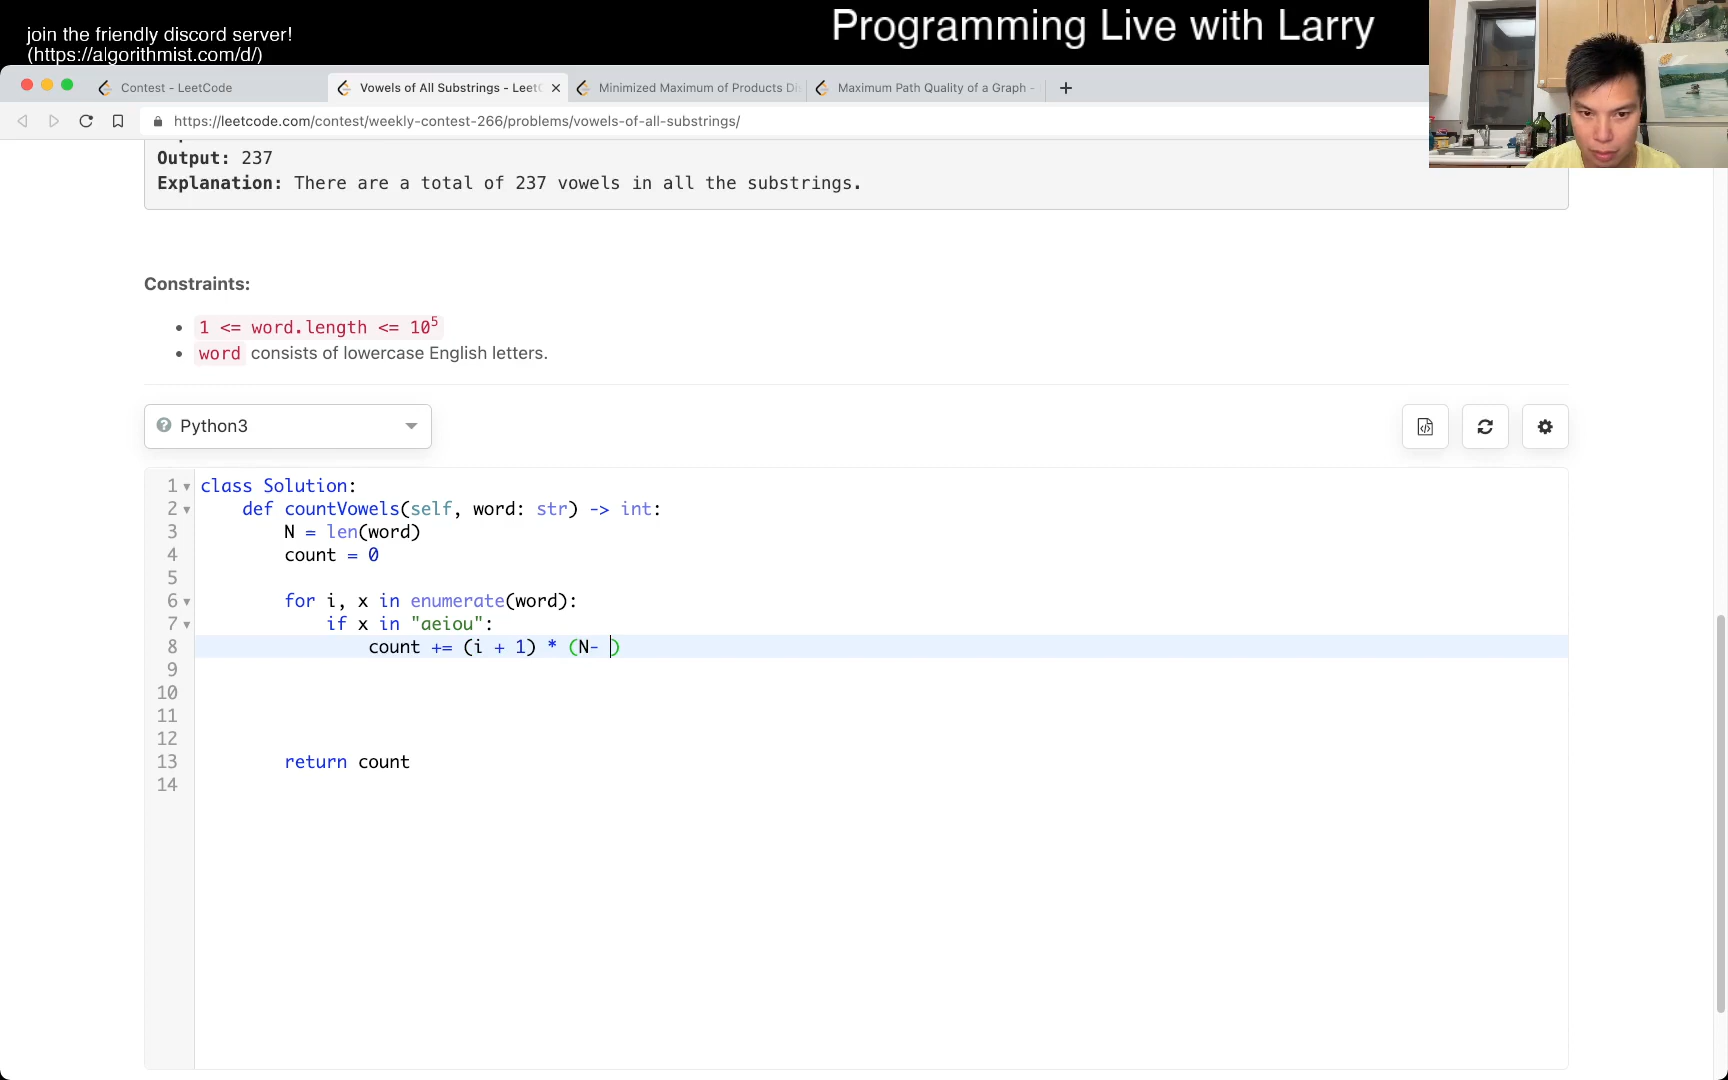 Programming Live with Larry
join the friendly discord server!
(https://algorithmist.com/d/)
Contest - LeetCode
Vowels of All Substrings - LeetC
Minimized Maximum of Products Di
Maximum Path Quality of a Graph -
https://leetcode.com/contest/weekly-contest-266/problems/vowels-of-all-substrings/
Output: 237
Explanation: There are a total of 237 vowels in all the substrings.
Constraints:
• 1 <= word.length <= 10⁵
• word consists of lowercase English letters.
Python3
1 class Solution:
2     def countVowels(self, word: str) -> int:
3         N = len(word)
4         count = 0
5
6         for i, x in enumerate(word):
7             if x in "aeiou":
8                 count += (i + 1) * (N- )
9
10
11
12
13         return count
14